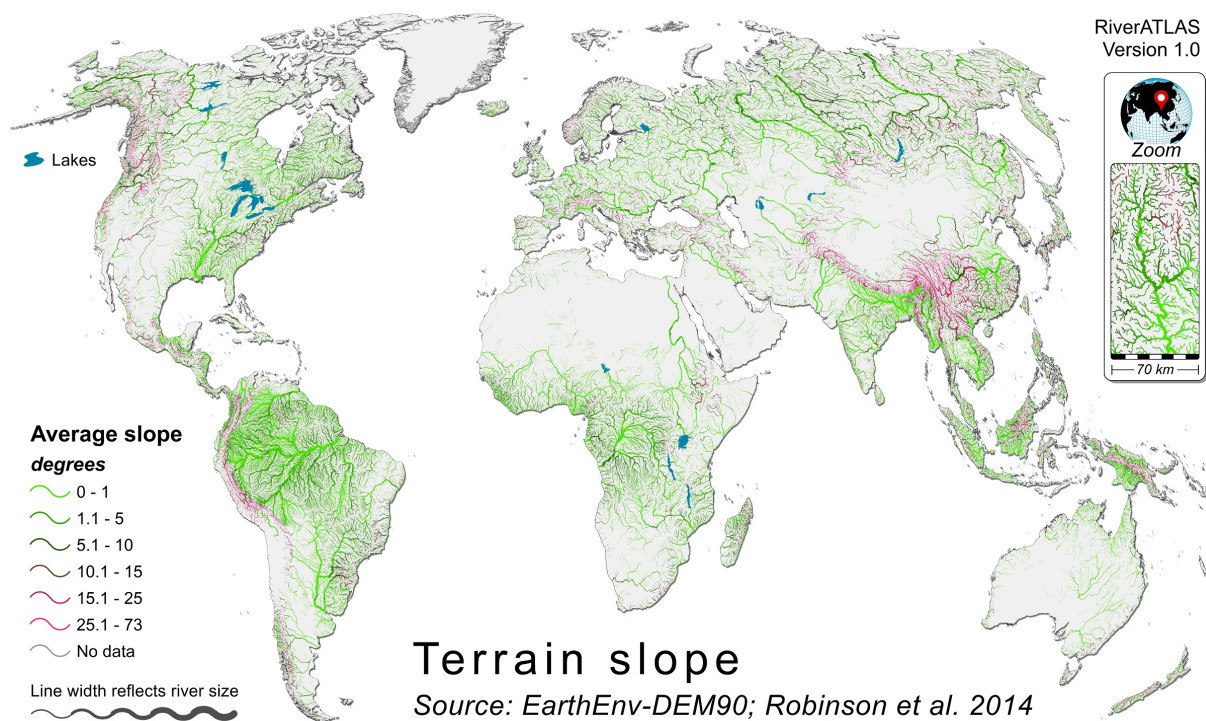 RiverATLAS
Version 1.0
Zoom
70 km
Lakes
Average slope
degrees
0 - 1
1.1 - 5
5.1 - 10
10.1 - 15
15.1 - 25
25.1 - 73
No data
Line width reflects river size
Terrain slope
Source: EarthEnv-DEM90; Robinson et al. 2014